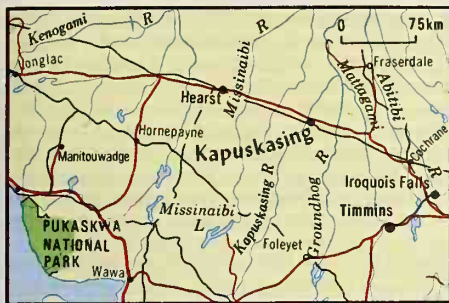 Kenogami R
Longlac
Hearst
Missinaibi R
R
0 75km
Fraserdale
Mattagami
Abitibi
R
Cochrane
Kapuskasing
Hornepayne
Manitouwadge
Iroquois Falls
Timmins
Missinaibi
L
Kapuskasing R
Groundhog
R
Foleyet
PUKASKWA
NATIONAL
PARK
Wawa